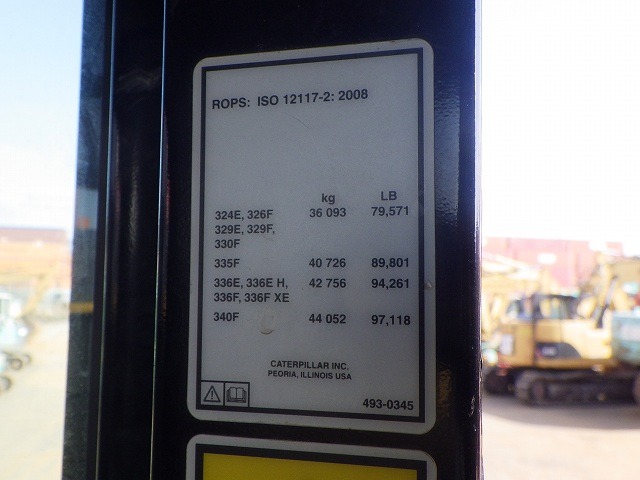 ROPS: ISO 12117-2: 2008
kg LB
324E, 326F 36 093 79,571
329E, 329F,
330F
335F 40 726 89,801
336E, 336E H, 42 756 94,261
336F, 336F XE
340F 44 052 97,118
CATERPILLAR INC.
PEORIA, ILLINOIS USA
493-0345